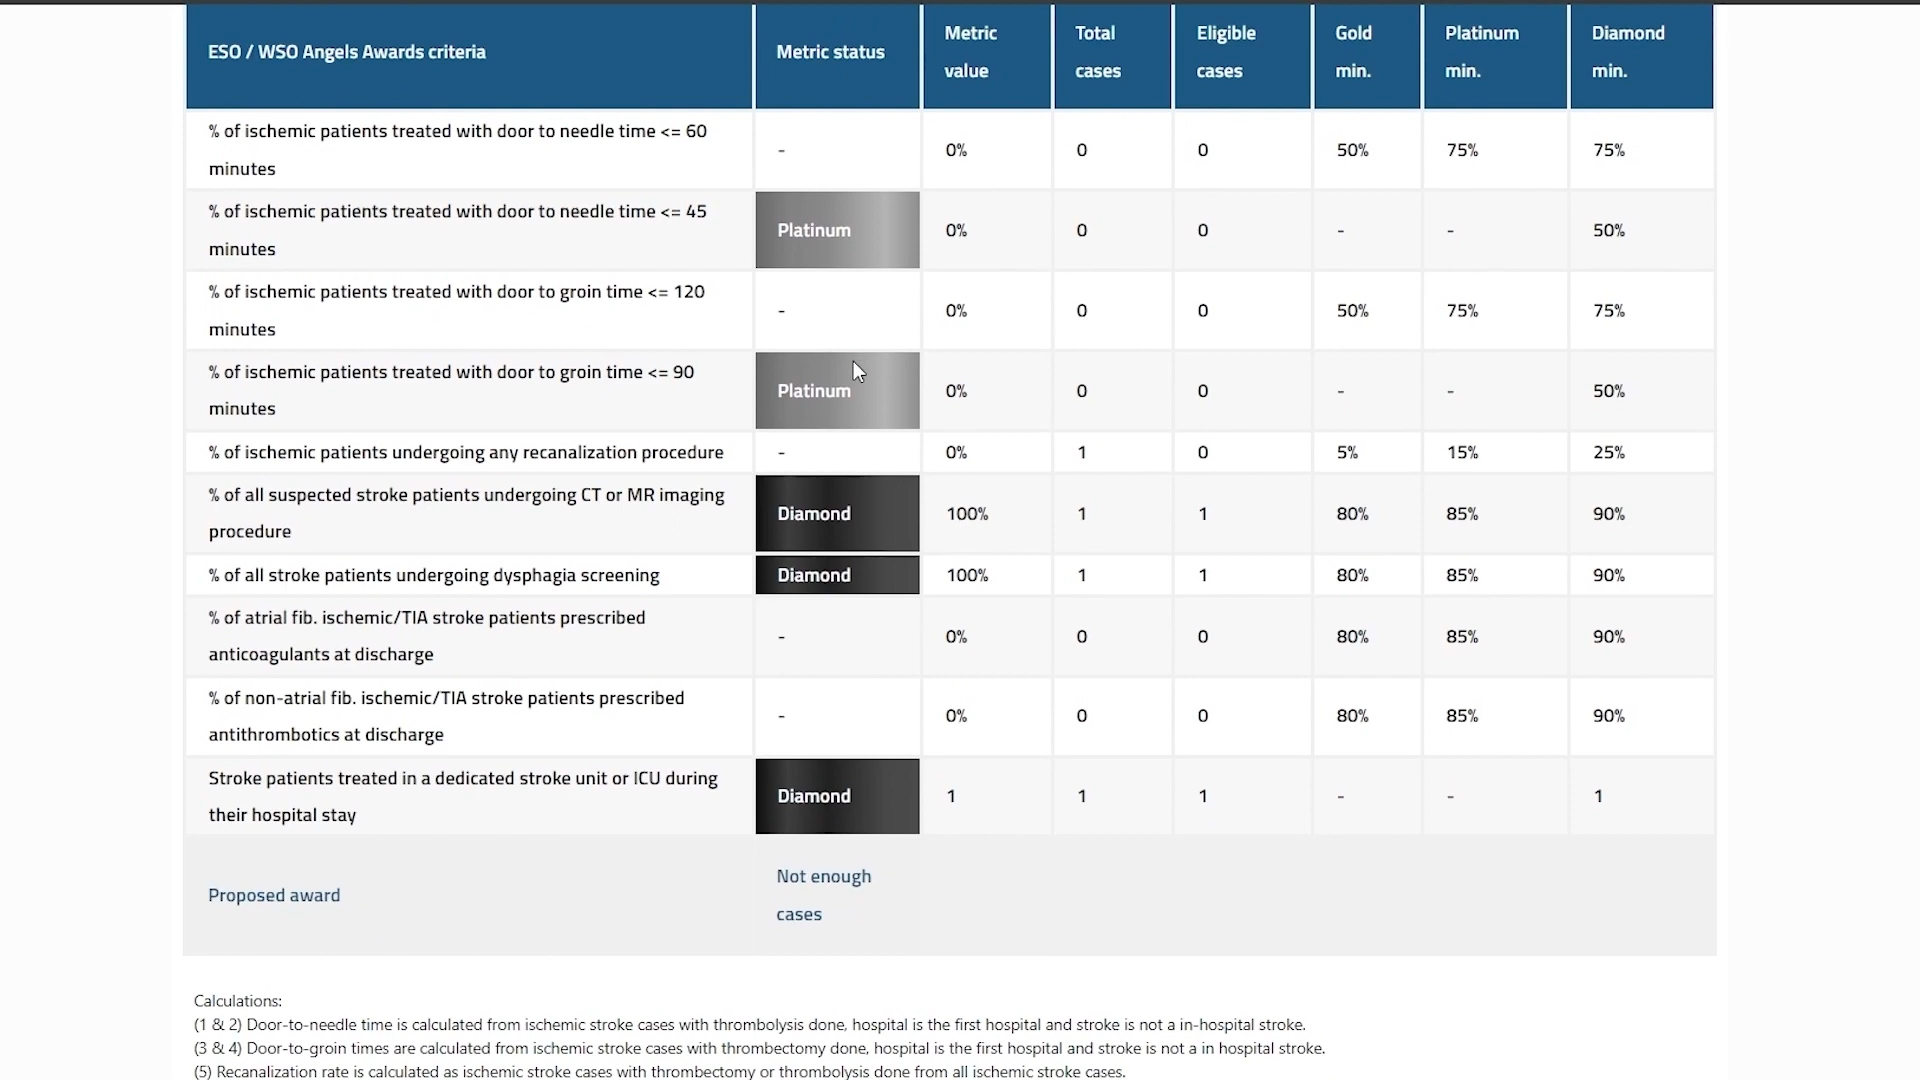 ESO / WSO Angels Awards criteria
Metric status
Metric
value
Total
cases
Eligible
cases
Gold
min.
Platinum
min.
Diamond
min.
% of ischemic patients treated with door to needle time <= 60
minutes
-
0%
0
0
50%
75%
75%
% of ischemic patients treated with door to needle time <= 45
minutes
Platinum
0%
0
0
-
-
50%
% of ischemic patients treated with door to groin time <= 120
minutes
-
0%
0
0
50%
75%
75%
% of ischemic patients treated with door to groin time <= 90
minutes
Platinum
0%
0
0
-
-
50%
% of ischemic patients undergoing any recanalization procedure
-
0%
1
0
5%
15%
25%
% of all suspected stroke patients undergoing CT or MR imaging
procedure
Diamond
100%
1
1
80%
85%
90%
% of all stroke patients undergoing dysphagia screening
Diamond
100%
1
1
80%
85%
90%
% of atrial fib. ischemic/TIA stroke patients prescribed
anticoagulants at discharge
-
0%
0
0
80%
85%
90%
% of non-atrial fib. ischemic/TIA stroke patients prescribed
antithrombotics at discharge
-
0%
0
0
80%
85%
90%
Stroke patients treated in a dedicated stroke unit or ICU during
their hospital stay
Diamond
1
1
1
-
-
1
Proposed award
Not enough
cases
Calculations:
(1 & 2) Door-to-needle time is calculated from ischemic stroke cases with thrombolysis done, hospital is the first hospital and stroke is not a in-hospital stroke.
(3 & 4) Door-to-groin times are calculated from ischemic stroke cases with thrombectomy done, hospital is the first hospital and stroke is not a in hospital stroke.
(5) Recanalization rate is calculated as ischemic stroke cases with thrombectomy or thrombolysis done from all ischemic stroke cases.